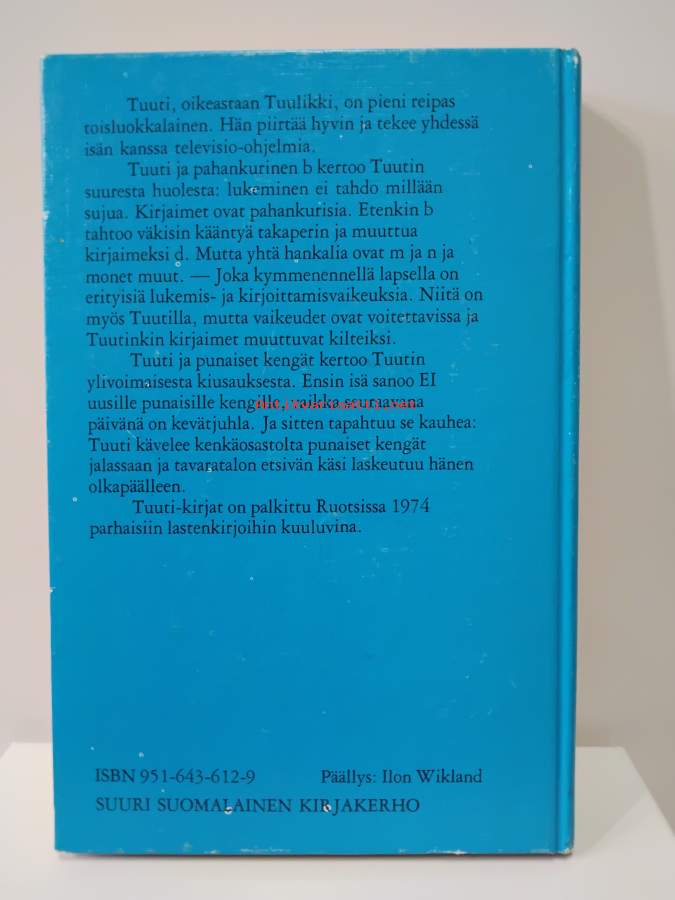 Tuuti, oikeastaan Tuulikki, on pieni reipas
toisluokkalainen. Hän piirtää hyvin ja tekee yhdessä
isän kanssa televisio-ohjelmia.
Tuuti ja pahankurinen b kertoo Tuutin
suuresta huolesta: lukeminen ei tahdo millään
sujua. Kirjaimet ovat pahankurisia. Etenkin b
tahtoo väkisin kääntyä takaperin ja muuttua
kirjaimeksi d. Mutta yhtä hankalia ovat m ja n ja
monet muut. — Joka kymmenennellä lapsella on
erityisiä lukemis- ja kirjoittamisvaikeuksia. Niitä on
myös Tuutilla, mutta vaikeudet ovat voitettavissa ja
Tuutinkin kirjaimet muuttuvat kilteiksi.
Tuuti ja punaiset kengät kertoo Tuutin
ylivoimaisesta kiusauksesta. Ensin isä sanoo EI
uusille punaisille kengille, vaikka seuraavana
päivänä on kevätjuhla. Ja sitten tapahtuu se kauhea:
Tuuti kävelee kenkäosastolta punaiset kengät
jalassaan ja tavaratalon etsivän käsi laskeutuu hänen
olkapäälleen.
Tuuti-kirjat on palkittu Ruotsissa 1974
parhaisiin lastenkirjoihin kuuluvina.
ISBN 951-643-612-9 Päällys: Ilon Wikland
SUURI SUOMALAINEN KIRJAKERHO